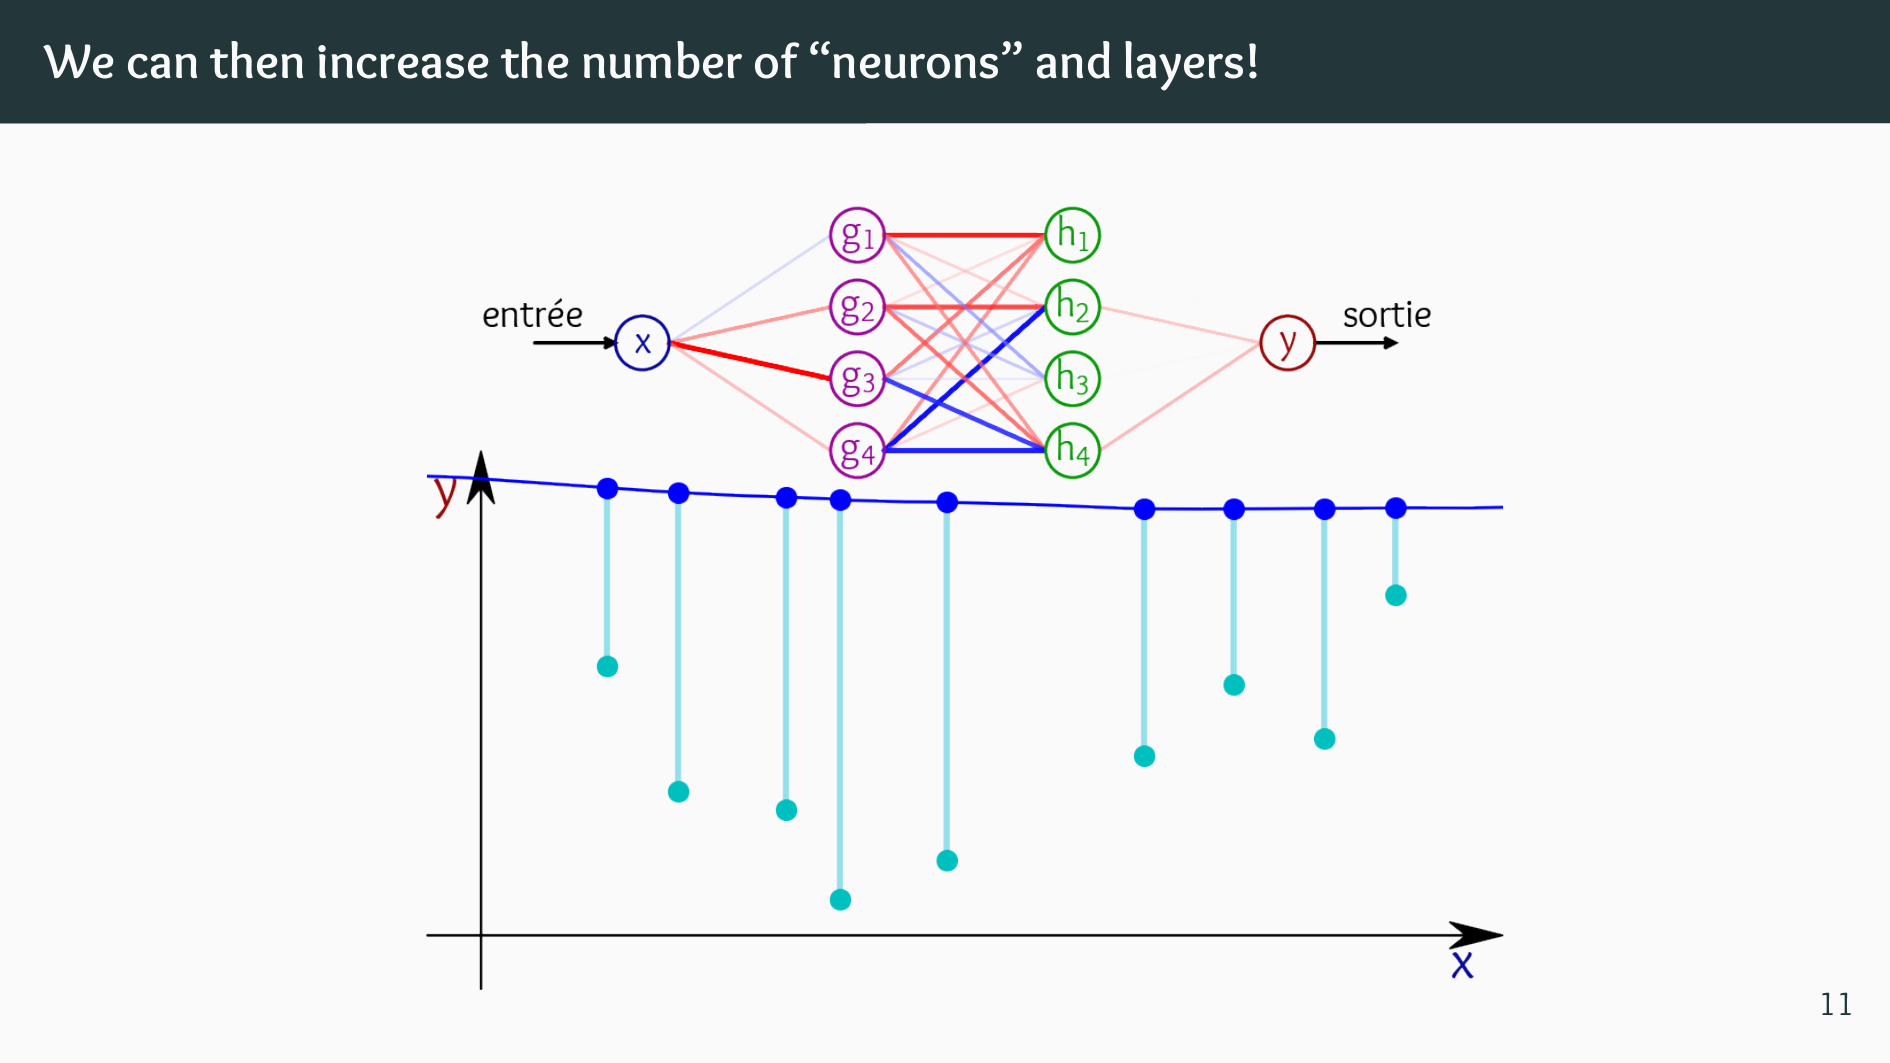 We can then increase the number of “neurons” and layers!
entrée
x
g1
g2
g3
g4
h1
h2
h3
h4
y
sortie
y
x
11